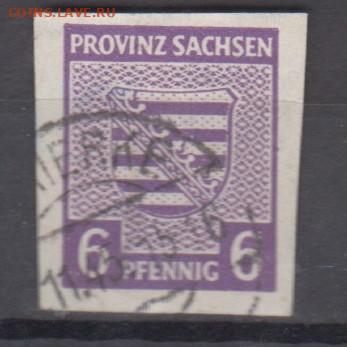 COINS.LAVE.RU
PROVINZ SACHSEN
6 PFENNIG 6